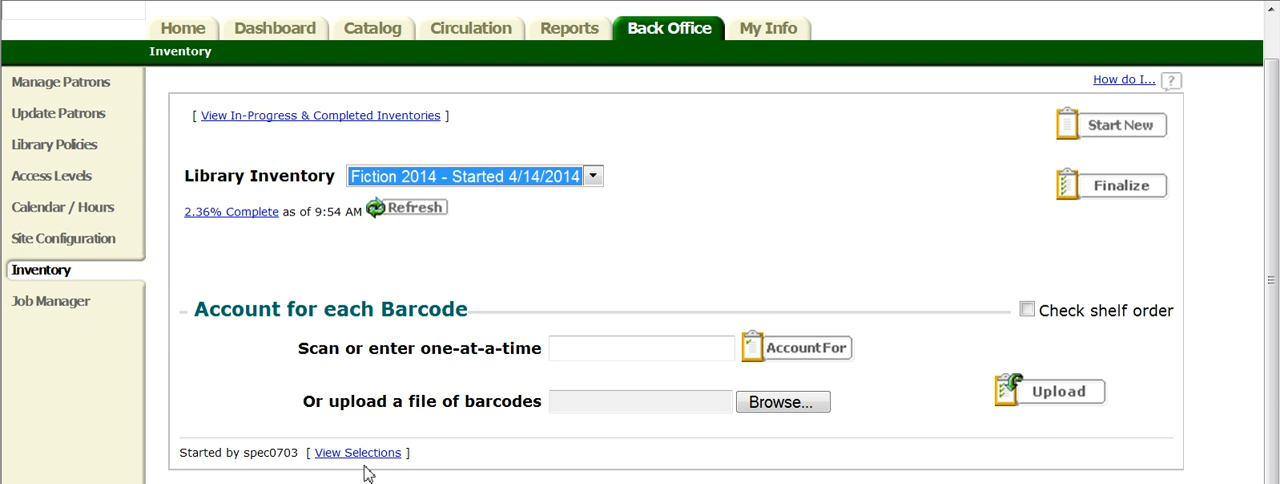 Home Dashboard Catalog Circulation Reports Back Office My Info
Inventory
Manage Patrons
Update Patrons
Library Policies
Access Levels
Calendar / Hours
Site Configuration
Inventory
Job Manager
How do I... ?
[ View In-Progress & Completed Inventories ]
Start New
Library Inventory Fiction 2014 - Started 4/14/2014
Finalize
2.36% Complete as of 9:54 AM Refresh
Account for each Barcode Check shelf order
Scan or enter one-at-a-time Account For
Or upload a file of barcodes Browse... Upload
Started by spec0703 [ View Selections ]